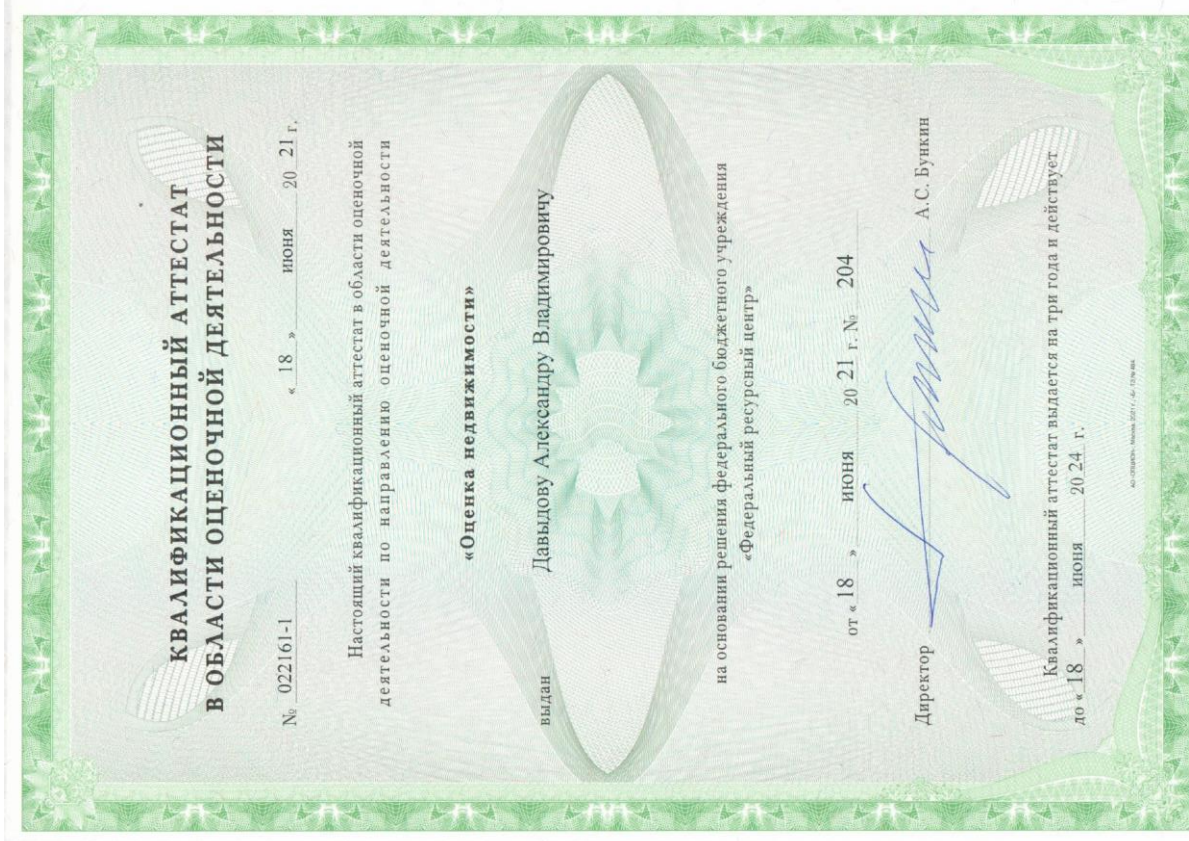 КВАЛИФИКАЦИОННЫЙ АТТЕСТАТ
В ОБЛАСТИ ОЦЕНОЧНОЙ ДЕЯТЕЛЬНОСТИ
№ 022161-1 « 18 » июня 20 21 г.
Настоящий квалификационный аттестат в области оценочной
деятельности по направлению оценочной деятельности
«Оценка недвижимости»
выдан Давыдову Александру Владимировичу
на основании решения федерального бюджетного учреждения
«Федеральный ресурсный центр»
от « 18 » июня 20 21 г. № 204
Директор А.С. Бункин
Квалификационный аттестат выдается на три года и действует
до « 18 » июня 20 24 г.